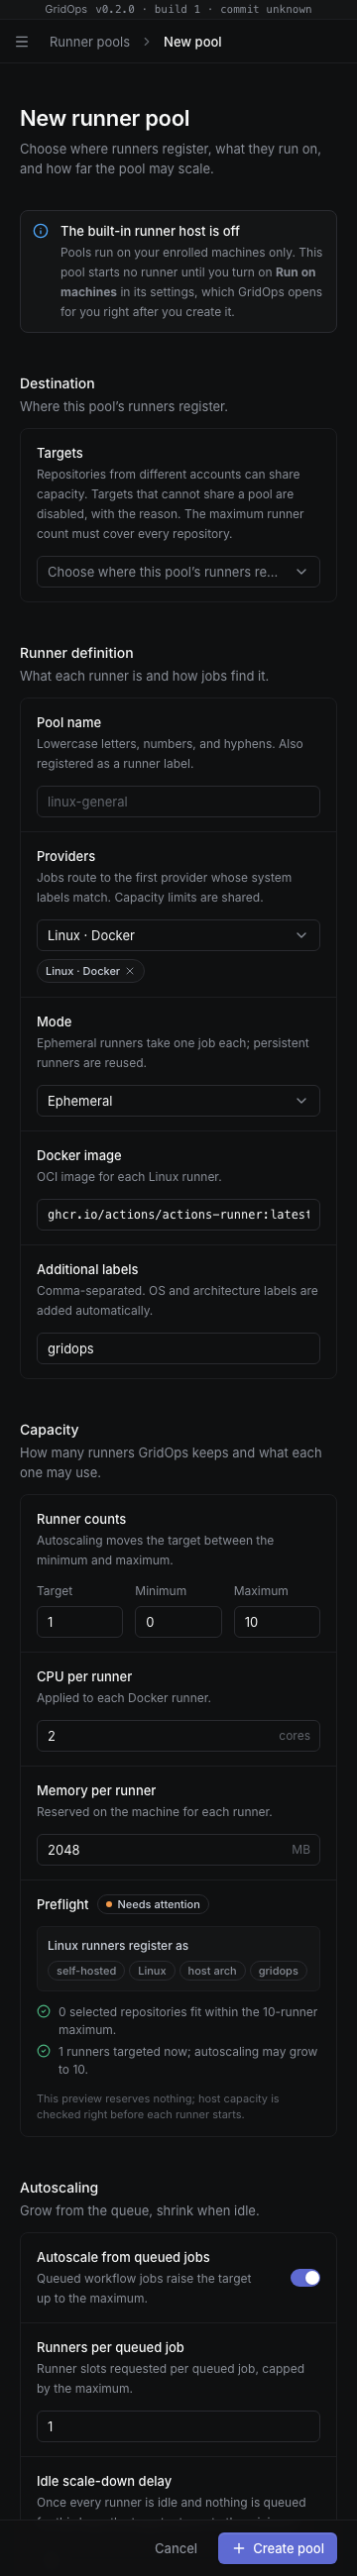 GridOps v0.2.0 · build 1 · commit unknown
Runner pools > New pool
New runner pool
Choose where runners register, what they run on,
and how far the pool may scale.
The built-in runner host is off
Pools run on your enrolled machines only. This
pool starts no runner until you turn on Run on
machines in its settings, which GridOps opens
for you right after you create it.
Destination
Where this pool’s runners register.
Targets
Repositories from different accounts can share
capacity. Targets that cannot share a pool are
disabled, with the reason. The maximum runner
count must cover every repository.
Choose where this pool’s runners re...
Runner definition
What each runner is and how jobs find it.
Pool name
Lowercase letters, numbers, and hyphens. Also
registered as a runner label.
linux-general
Providers
Jobs route to the first provider whose system
labels match. Capacity limits are shared.
Linux · Docker
Linux · Docker ×
Mode
Ephemeral runners take one job each; persistent
runners are reused.
Ephemeral
Docker image
OCI image for each Linux runner.
ghcr.io/actions/actions-runner:latest
Additional labels
Comma-separated. OS and architecture labels are
added automatically.
gridops
Capacity
How many runners GridOps keeps and what each
one may use.
Runner counts
Autoscaling moves the target between the
minimum and maximum.
Target Minimum Maximum
1 0 10
CPU per runner
Applied to each Docker runner.
2 cores
Memory per runner
Reserved on the machine for each runner.
2048 MB
Preflight Needs attention
Linux runners register as
self-hosted Linux host arch gridops
0 selected repositories fit within the 10-runner
maximum.
1 runners targeted now; autoscaling may grow
to 10.
This preview reserves nothing; host capacity is
checked right before each runner starts.
Autoscaling
Grow from the queue, shrink when idle.
Autoscale from queued jobs
Queued workflow jobs raise the target
up to the maximum.
Runners per queued job
Runner slots requested per queued job, capped
by the maximum.
1
Idle scale-down delay
Once every runner is idle and nothing is queued
Cancel + Create pool